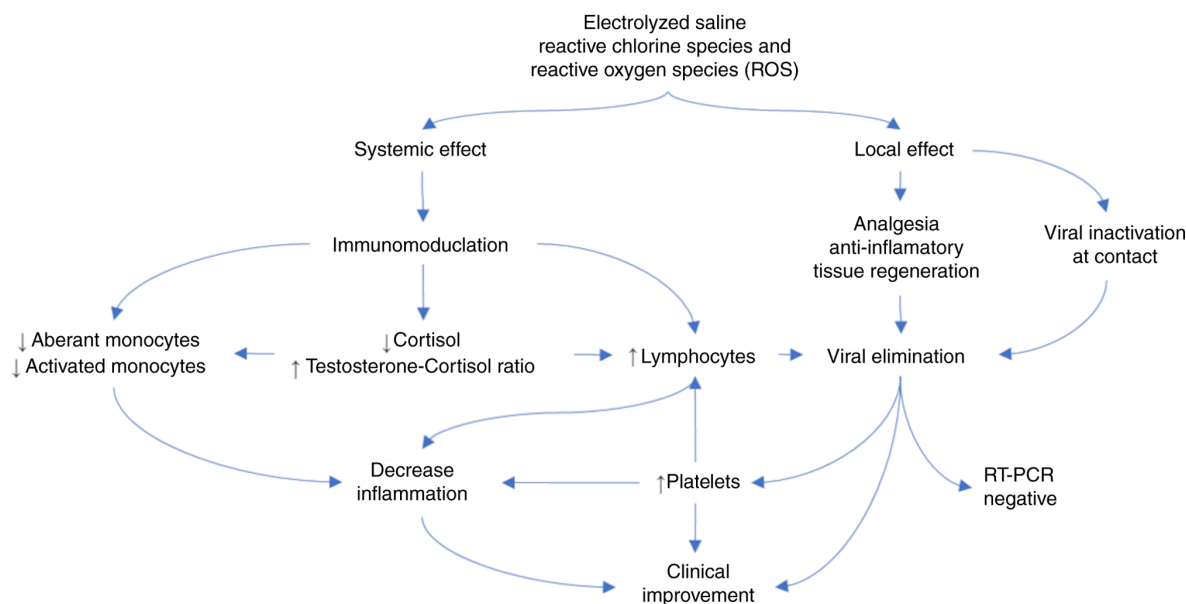 Electrolyzed saline
reactive chlorine species and
reactive oxygen species (ROS)
Systemic effect
Local effect
Immunomoduclation
Analgesia
anti-inflamatory
tissue regeneration
Viral inactivation
at contact
↓ Aberant monocytes
↓ Activated monocytes
↓ Cortisol
↑ Testosterone-Cortisol ratio
↑ Lymphocytes
Viral elimination
Decrease
inflammation
↑ Platelets
RT-PCR
negative
Clinical
improvement